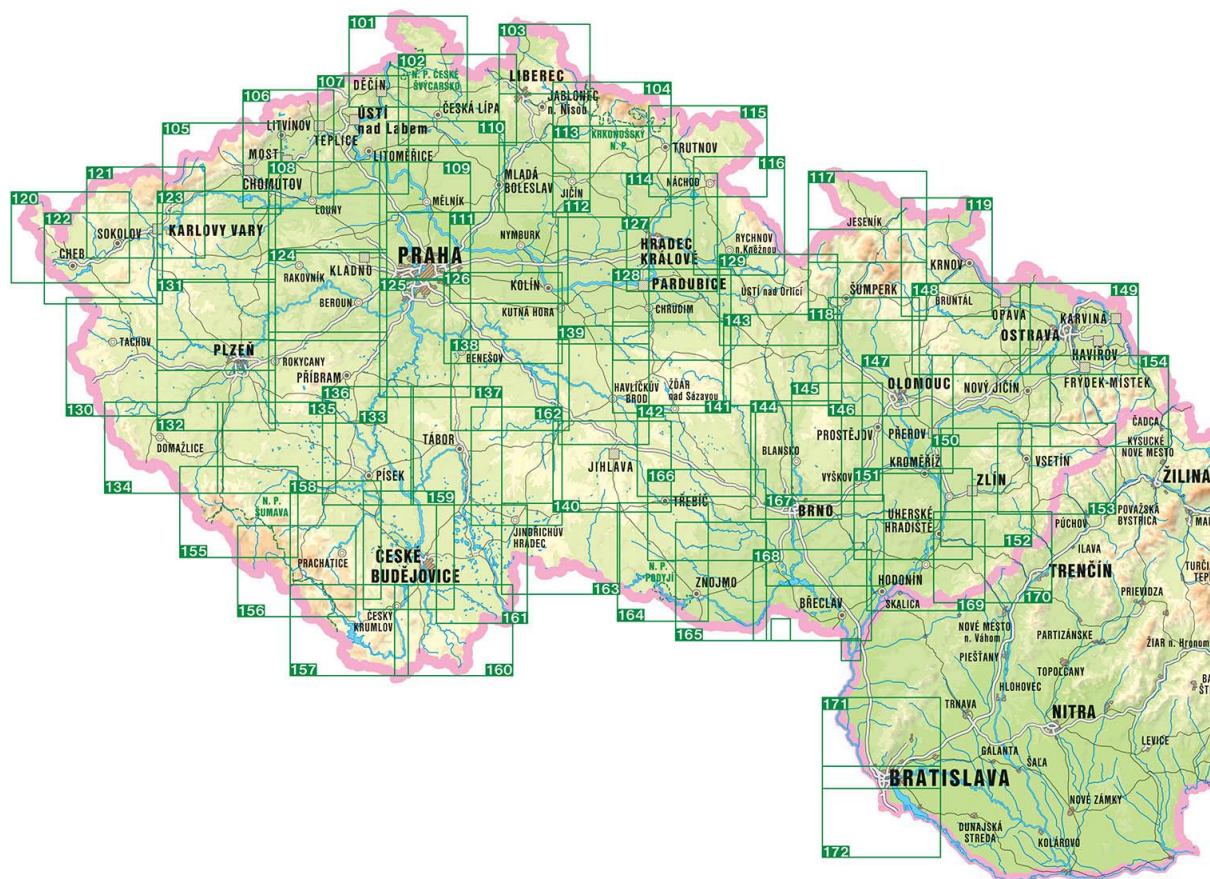 101
103
102
N. P. ČESKÉ
ŠVÝCARSKO
LIBEREC
107
DĚČÍN
104
106
JABLONEC
n. Nisou
ČESKÁ LÍPA
ÚSTÍ
nad Labem
115
105
LITVÍNOV
TEPLICE
110
113
KRKONOŠSKÝ
N. P.
TRUTNOV
MOST
LITOMĚŘICE
116
108
109
CHOMUTOV
MLADÁ
BOLESLAV
114
121
117
JIČÍN
NÁCHOD
120
123
LOUNY
MĚLNÍK
119
122
111
112
127
JESENÍK
SOKOLOV
KARLOVY VARY
NYMBURK
HRADEC
KRÁLOVÉ
RYCHNOV
n. Kněžnou
CHEB
124
KLADNO
PRAHA
129
KRNOV
RAKOVNÍK
131
125
126
128
BEROUN
KOLÍN
PARDUBICE
ÚSTÍ nad Orlicí
ŠUMPERK
148
BRUNTÁL
149
KUTNÁ HORA
CHRUDIM
118
OPAVA
KARVINÁ
143
139
OSTRAVA
TACHOV
PLZEŇ
138
HAVÍŘOV
BENEŠOV
147
154
ROKYCANY
PŘÍBRAM
OLOMOUC
FRÝDEK-MÍSTEK
136
137
HAVLÍČKŮV
BROD
ŽĎÁR
nad Sázavou
145
NOVÝ JIČÍN
130
135
162
142
141
144
146
132
133
ČADCA
DOMAŽLICE
TÁBOR
PROSTĚJOV
PŘEROV
150
KYSUCKÉ
NOVÉ MESTO
BLANSKO
JIHLAVA
KROMĚŘÍŽ
VSETÍN
ŽILINA
PÍSEK
VYŠKOV
151
ZLÍN
134
158
166
N. P.
ŠUMAVA
159
140
TŘEBÍČ
167
BRNO
153
POVAŽSKÁ
BYSTRICA
UHERSKÉ
HRADIŠTĚ
PÚCHOV
JINDŘICHŮV
HRADEC
152
155
PRACHATICE
ČESKÉ
BUDĚJOVICE
168
ILAVA
N. P.
PODYJÍ
TRENČÍN
ZNOJMO
HODONÍN
163
PRIEVIDZA
170
156
ČESKÝ
KRUMLOV
161
164
BŘECLAV
SKALICA
169
165
NOVÉ MESTO
n. Váhom
PARTIZÁNSKE
PIEŠŤANY
ŽIAR n. Hronom
157
160
TOPOĽČANY
HLOHOVEC
171
TRNAVA
NITRA
GALANTA
LEVICE
ŠAĽA
BRATISLAVA
NOVÉ ZÁMKY
DUNAJSKÁ
STREDA
KOLÁROVO
172